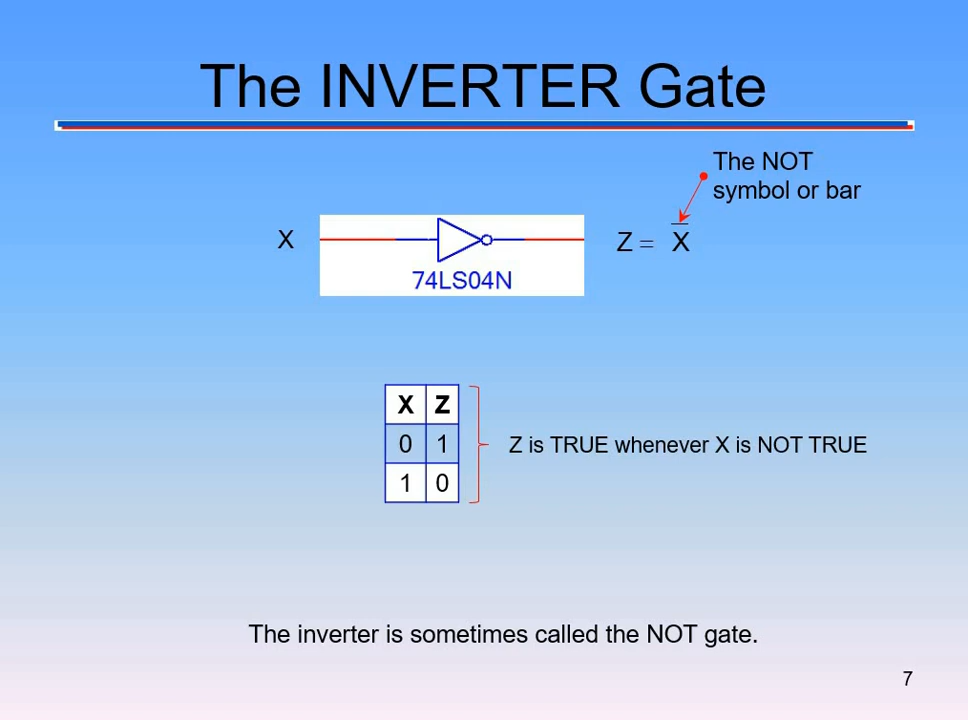 The INVERTER Gate
The NOT
symbol or bar
X
Z = X̅
74LS04N
X Z
0 1
1 0
Z is TRUE whenever X is NOT TRUE
The inverter is sometimes called the NOT gate.
7